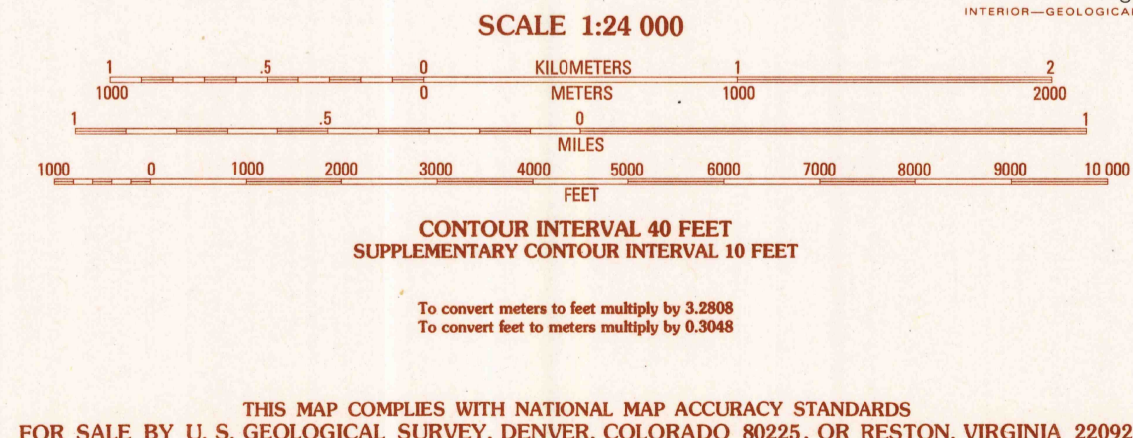 INTERIOR—GEOLOGICAL
SCALE 1:24 000
1 .5 0 KILOMETERS 1 2
1000 0 METERS 1000 2000
1 .5 0 1
MILES
1000 0 1000 2000 3000 4000 5000 6000 7000 8000 9000 10 000
FEET
CONTOUR INTERVAL 40 FEET
SUPPLEMENTARY CONTOUR INTERVAL 10 FEET
To convert meters to feet multiply by 3.2808
To convert feet to meters multiply by 0.3048
THIS MAP COMPLIES WITH NATIONAL MAP ACCURACY STANDARDS
FOR SALE BY U. S. GEOLOGICAL SURVEY, DENVER, COLORADO 80225, OR RESTON, VIRGINIA 22092